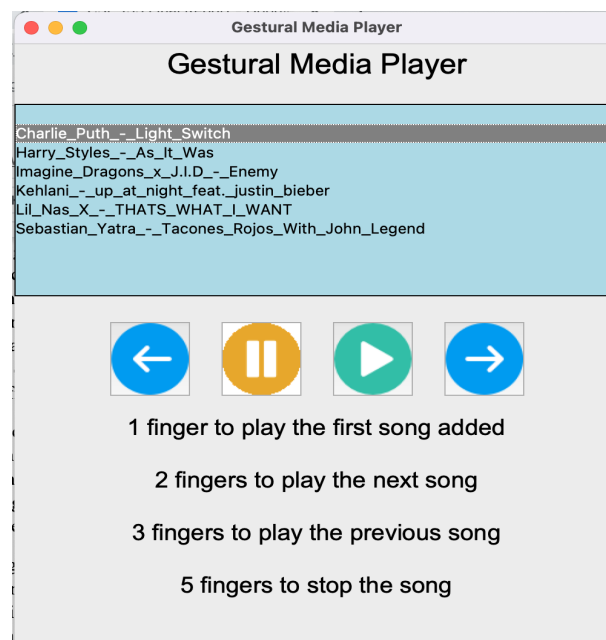 Gestural Media Player
Gestural Media Player
Charlie_Puth_-_Light_Switch
Harry_Styles_-_As_It_Was
Imagine_Dragons_x_J.I.D_-_Enemy
Kehlani_-_up_at_night_feat._justin_bieber
Lil_Nas_X_-_THATS_WHAT_I_WANT
Sebastian_Yatra_-_Tacones_Rojos_With_John_Legend
1 finger to play the first song added
2 fingers to play the next song
3 fingers to play the previous song
5 fingers to stop the song